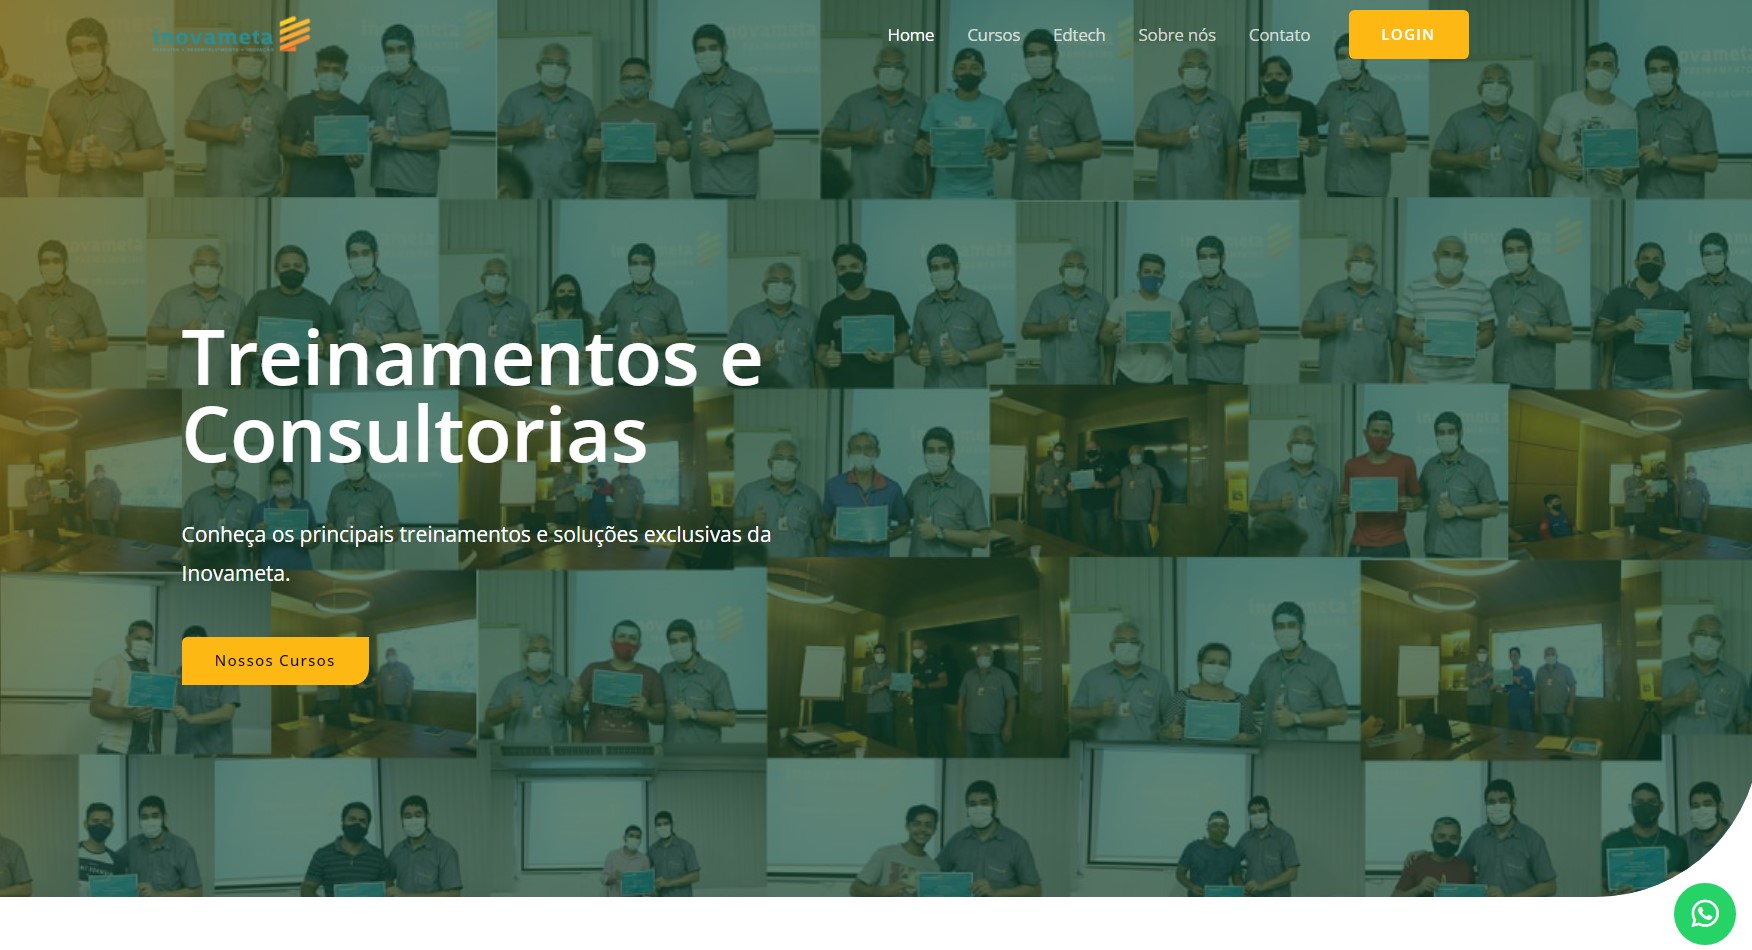 inovameta
Home
Cursos
Edtech
Sobre nós
Contato
LOGIN
Treinamentos e
Consultorias
Conheça os principais treinamentos e soluções exclusivas da
Inovameta.
Nossos Cursos